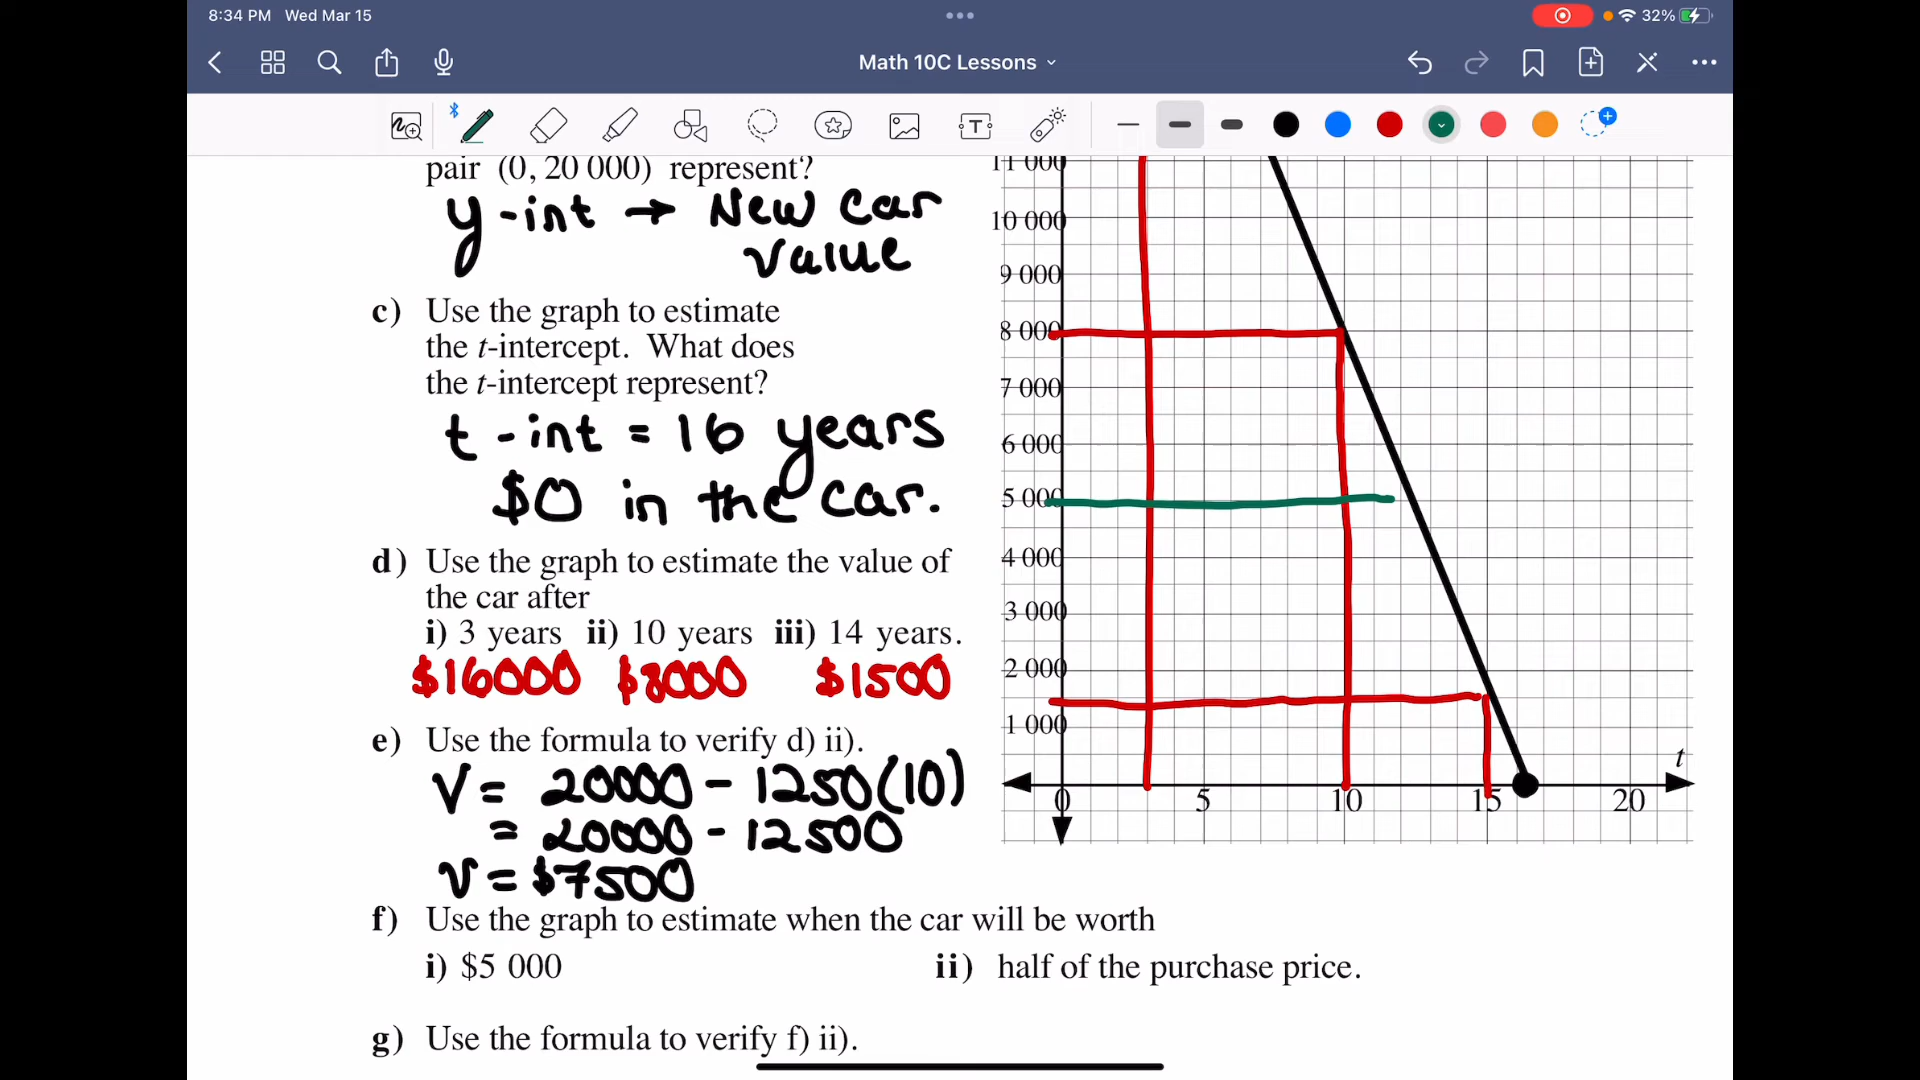 8:34 PM Wed Mar 15
32%
Math 10C Lessons
pair (0, 20 000) represent?
y-int → New car
value
c) Use the graph to estimate
the t-intercept. What does
the t-intercept represent?
t-int = 16 years
$0 in the car.
d) Use the graph to estimate the value of
the car after
i) 3 years ii) 10 years iii) 14 years.
$16000 $8000 $1500
e) Use the formula to verify d) ii).
V = 20000 - 1250(10)
= 20000 - 12500
V = $7500
f) Use the graph to estimate when the car will be worth
i) $5 000 ii) half of the purchase price.
g) Use the formula to verify f) ii).
11 000
10 000
9 000
8 000
7 000
6 000
5 000
4 000
3 000
2 000
1 000
t
0 5 10 15 20